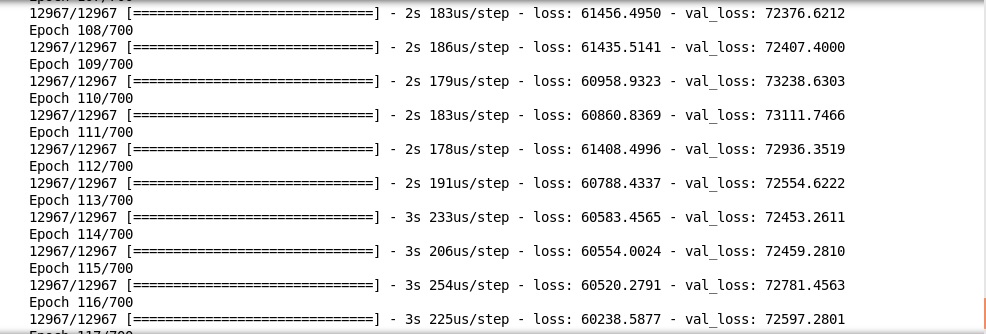 Epoch 107/700
12967/12967 [==============================] - 2s 183us/step - loss: 61456.4950 - val_loss: 72376.6212
Epoch 108/700
12967/12967 [==============================] - 2s 186us/step - loss: 61435.5141 - val_loss: 72407.4000
Epoch 109/700
12967/12967 [==============================] - 2s 179us/step - loss: 60958.9323 - val_loss: 73238.6303
Epoch 110/700
12967/12967 [==============================] - 2s 183us/step - loss: 60860.8369 - val_loss: 73111.7466
Epoch 111/700
12967/12967 [==============================] - 2s 178us/step - loss: 61408.4996 - val_loss: 72936.3519
Epoch 112/700
12967/12967 [==============================] - 2s 191us/step - loss: 60788.4337 - val_loss: 72554.6222
Epoch 113/700
12967/12967 [==============================] - 3s 233us/step - loss: 60583.4565 - val_loss: 72453.2611
Epoch 114/700
12967/12967 [==============================] - 3s 206us/step - loss: 60554.0024 - val_loss: 72459.2810
Epoch 115/700
12967/12967 [==============================] - 3s 254us/step - loss: 60520.2791 - val_loss: 72781.4563
Epoch 116/700
12967/12967 [==============================] - 3s 225us/step - loss: 60238.5877 - val_loss: 72597.2801
Epoch 117/700